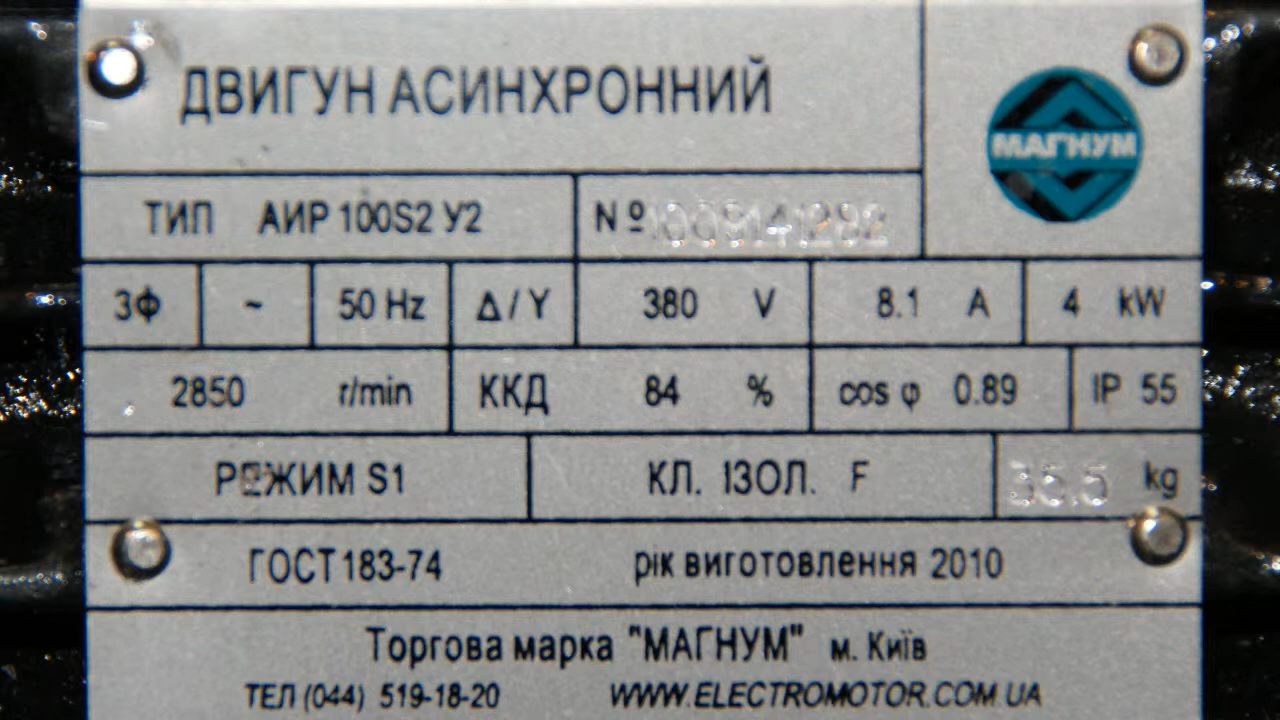 ДВИГУН АСИНХРОННИЙ
МАГНУМ
ТИП АИР 100S2 У2 №
3ф ~ 50 Hz Δ / Y 380 V 8.1 A 4 kW
2850 r/min ККД 84 % cos φ 0.89 IP 55
РЕЖИМ S1 КЛ. ІЗОЛ. F 35.5 kg
ГОСТ 183-74 рік виготовлення 2010
Торгова марка "МАГНУМ" м. Київ
ТЕЛ (044) 519-18-20 WWW.ELECTROMOTOR.COM.UA